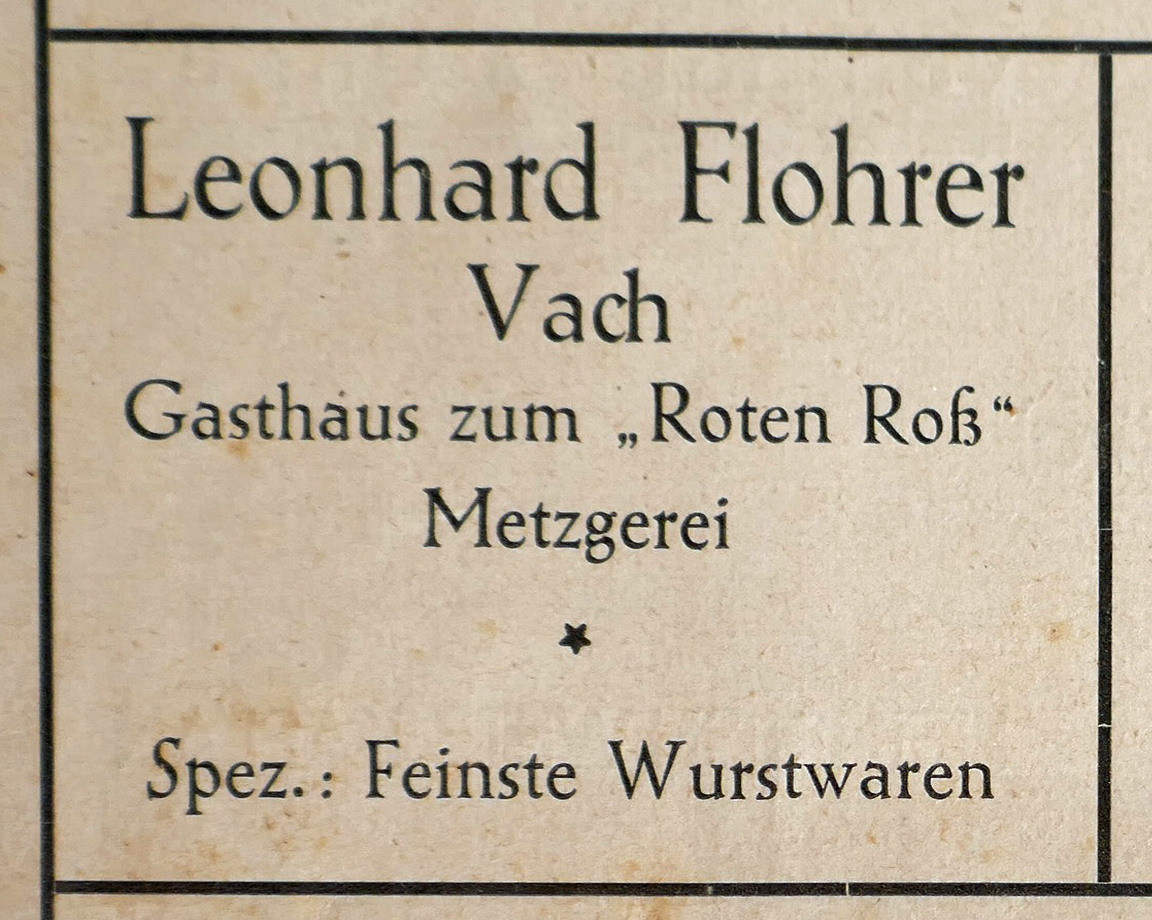 Leonhard Flohrer
Vach
Gasthaus zum „Roten Roß“
Metzgerei
Spez.: Feinste Wurstwaren